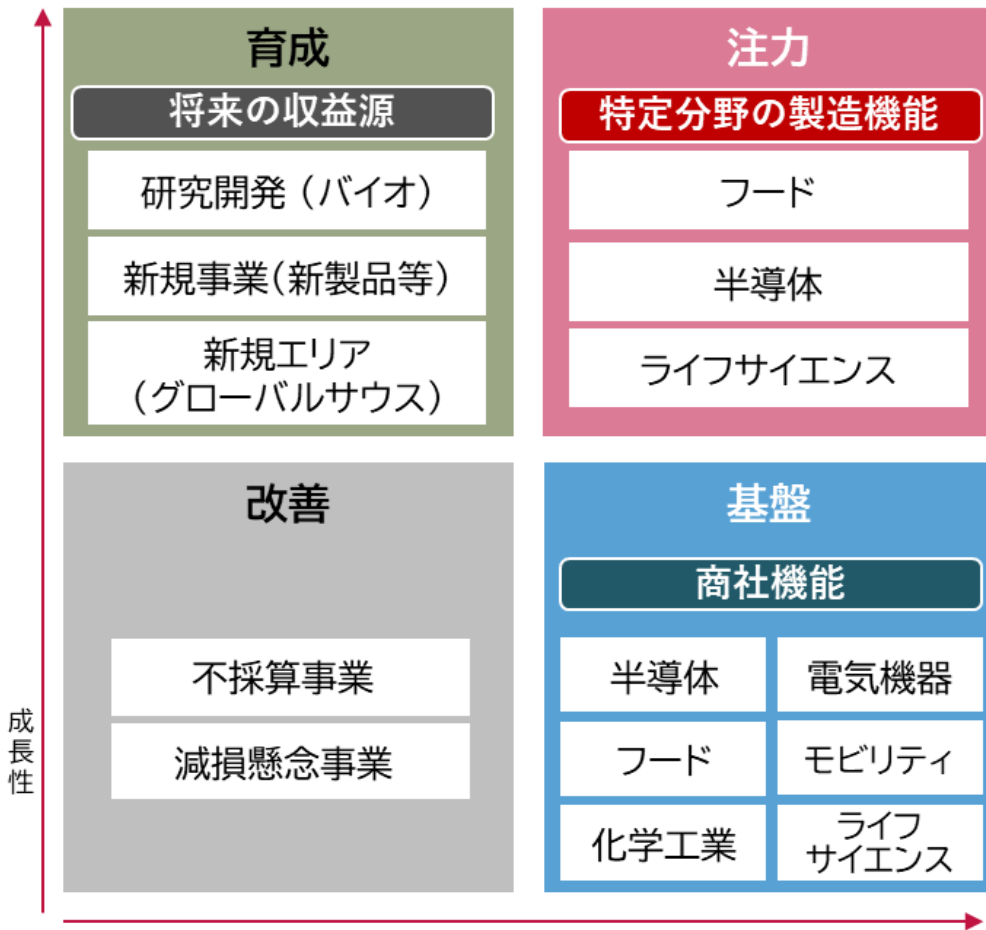 育成
将来の収益源
研究開発（バイオ）
新規事業（新製品等）
新規エリア
（グローバルサウス）
注力
特定分野の製造機能
フード
半導体
ライフサイエンス
改善
不採算事業
減損懸念事業
基盤
商社機能
半導体
電気機器
フード
モビリティ
化学工業
ライフ
サイエンス
成長性